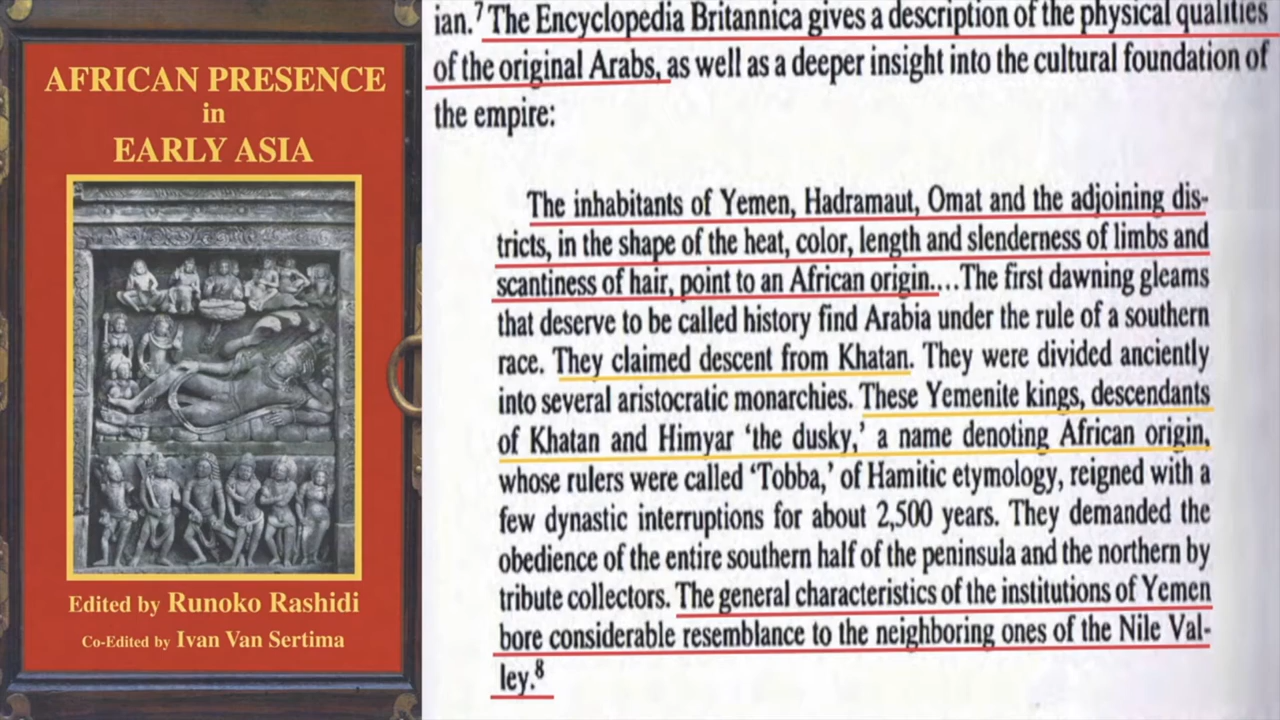 AFRICAN PRESENCE
in
EARLY ASIA
Edited by Runoko Rashidi
Co-Edited by Ivan Van Sertima
ian.7 The Encyclopedia Britannica gives a description of the physical qualities
of the original Arabs, as well as a deeper insight into the cultural foundation of
the empire:
The inhabitants of Yemen, Hadramaut, Omat and the adjoining dis-
tricts, in the shape of the heat, color, length and slenderness of limbs and
scantiness of hair, point to an African origin....The first dawning gleams
that deserve to be called history find Arabia under the rule of a southern
race. They claimed descent from Khatan. They were divided anciently
into several aristocratic monarchies. These Yemenite kings, descendants
of Khatan and Himyar ‘the dusky,’ a name denoting African origin,
whose rulers were called ‘Tobba,’ of Hamitic etymology, reigned with a
few dynastic interruptions for about 2,500 years. They demanded the
obedience of the entire southern half of the peninsula and the northern by
tribute collectors. The general characteristics of the institutions of Yemen
bore considerable resemblance to the neighboring ones of the Nile Val-
ley.8